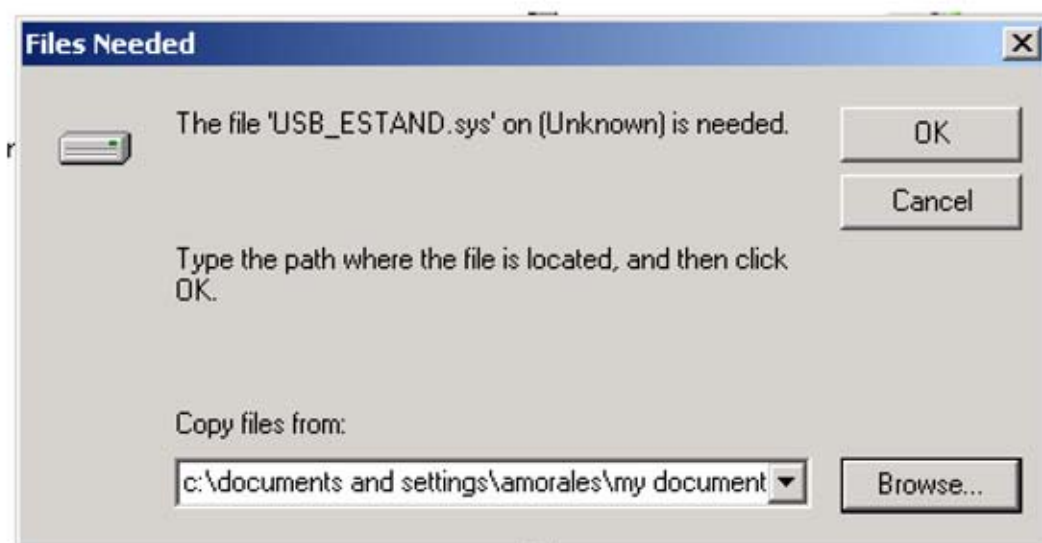 Files Needed
The file 'USB_ESTAND.sys' on (Unknown) is needed.
OK
Cancel
Type the path where the file is located, and then click
OK.
Copy files from:
c:\documents and settings\amorales\my document
Browse...